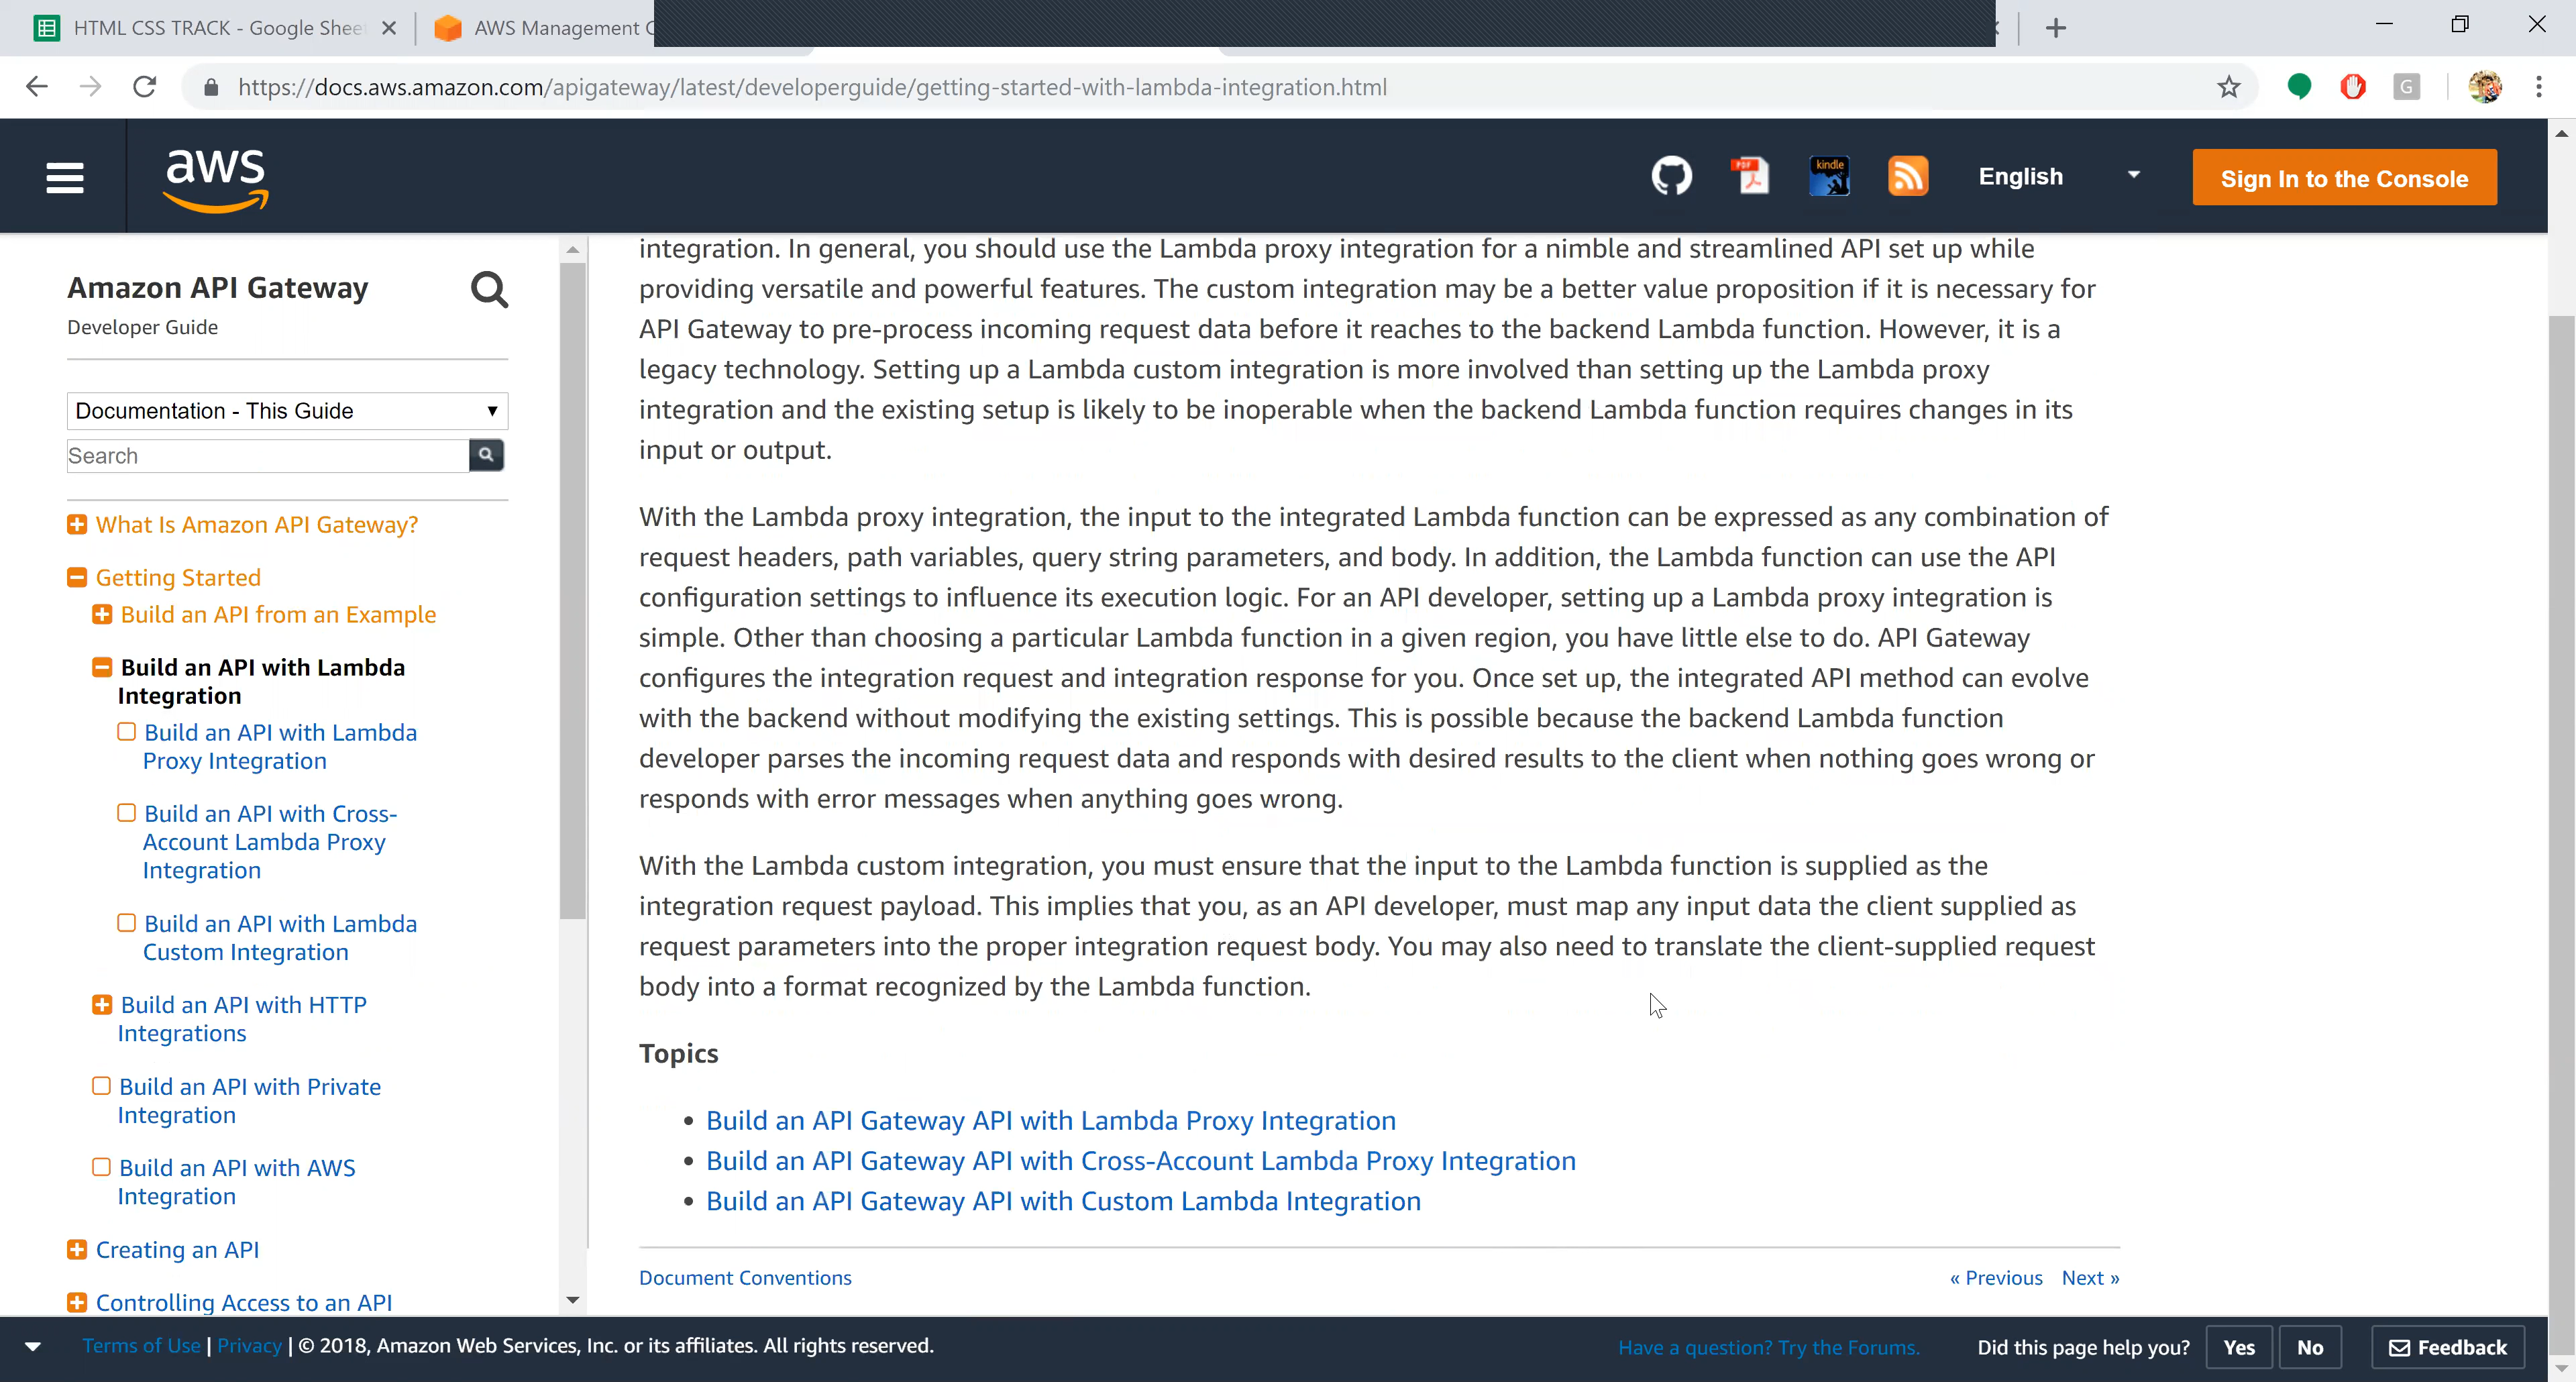 HTML CSS TRACK - Google Shee
AWS Management
https://docs.aws.amazon.com/apigateway/latest/developerguide/getting-started-with-lambda-integration.html
G
aws
PDF
kindle
English
Sign In to the Console
Amazon API Gateway
Developer Guide
Documentation - This Guide
Search
What Is Amazon API Gateway?
Getting Started
Build an API from an Example
Build an API with Lambda
Integration
Build an API with Lambda
Proxy Integration
Build an API with Cross-
Account Lambda Proxy
Integration
Build an API with Lambda
Custom Integration
Build an API with HTTP
Integrations
Build an API with Private
Integration
Build an API with AWS
Integration
Creating an API
Controlling Access to an API
integration. In general, you should use the Lambda proxy integration for a nimble and streamlined API set up while
providing versatile and powerful features. The custom integration may be a better value proposition if it is necessary for
API Gateway to pre-process incoming request data before it reaches to the backend Lambda function. However, it is a
legacy technology. Setting up a Lambda custom integration is more involved than setting up the Lambda proxy
integration and the existing setup is likely to be inoperable when the backend Lambda function requires changes in its
input or output.
With the Lambda proxy integration, the input to the integrated Lambda function can be expressed as any combination of
request headers, path variables, query string parameters, and body. In addition, the Lambda function can use the API
configuration settings to influence its execution logic. For an API developer, setting up a Lambda proxy integration is
simple. Other than choosing a particular Lambda function in a given region, you have little else to do. API Gateway
configures the integration request and integration response for you. Once set up, the integrated API method can evolve
with the backend without modifying the existing settings. This is possible because the backend Lambda function
developer parses the incoming request data and responds with desired results to the client when nothing goes wrong or
responds with error messages when anything goes wrong.
With the Lambda custom integration, you must ensure that the input to the Lambda function is supplied as the
integration request payload. This implies that you, as an API developer, must map any input data the client supplied as
request parameters into the proper integration request body. You may also need to translate the client-supplied request
body into a format recognized by the Lambda function.
Topics
• Build an API Gateway API with Lambda Proxy Integration
• Build an API Gateway API with Cross-Account Lambda Proxy Integration
• Build an API Gateway API with Custom Lambda Integration
Document Conventions
« Previous Next »
Terms of Use | Privacy | © 2018, Amazon Web Services, Inc. or its affiliates. All rights reserved.
Have a question? Try the Forums.
Did this page help you?
Yes
No
Feedback